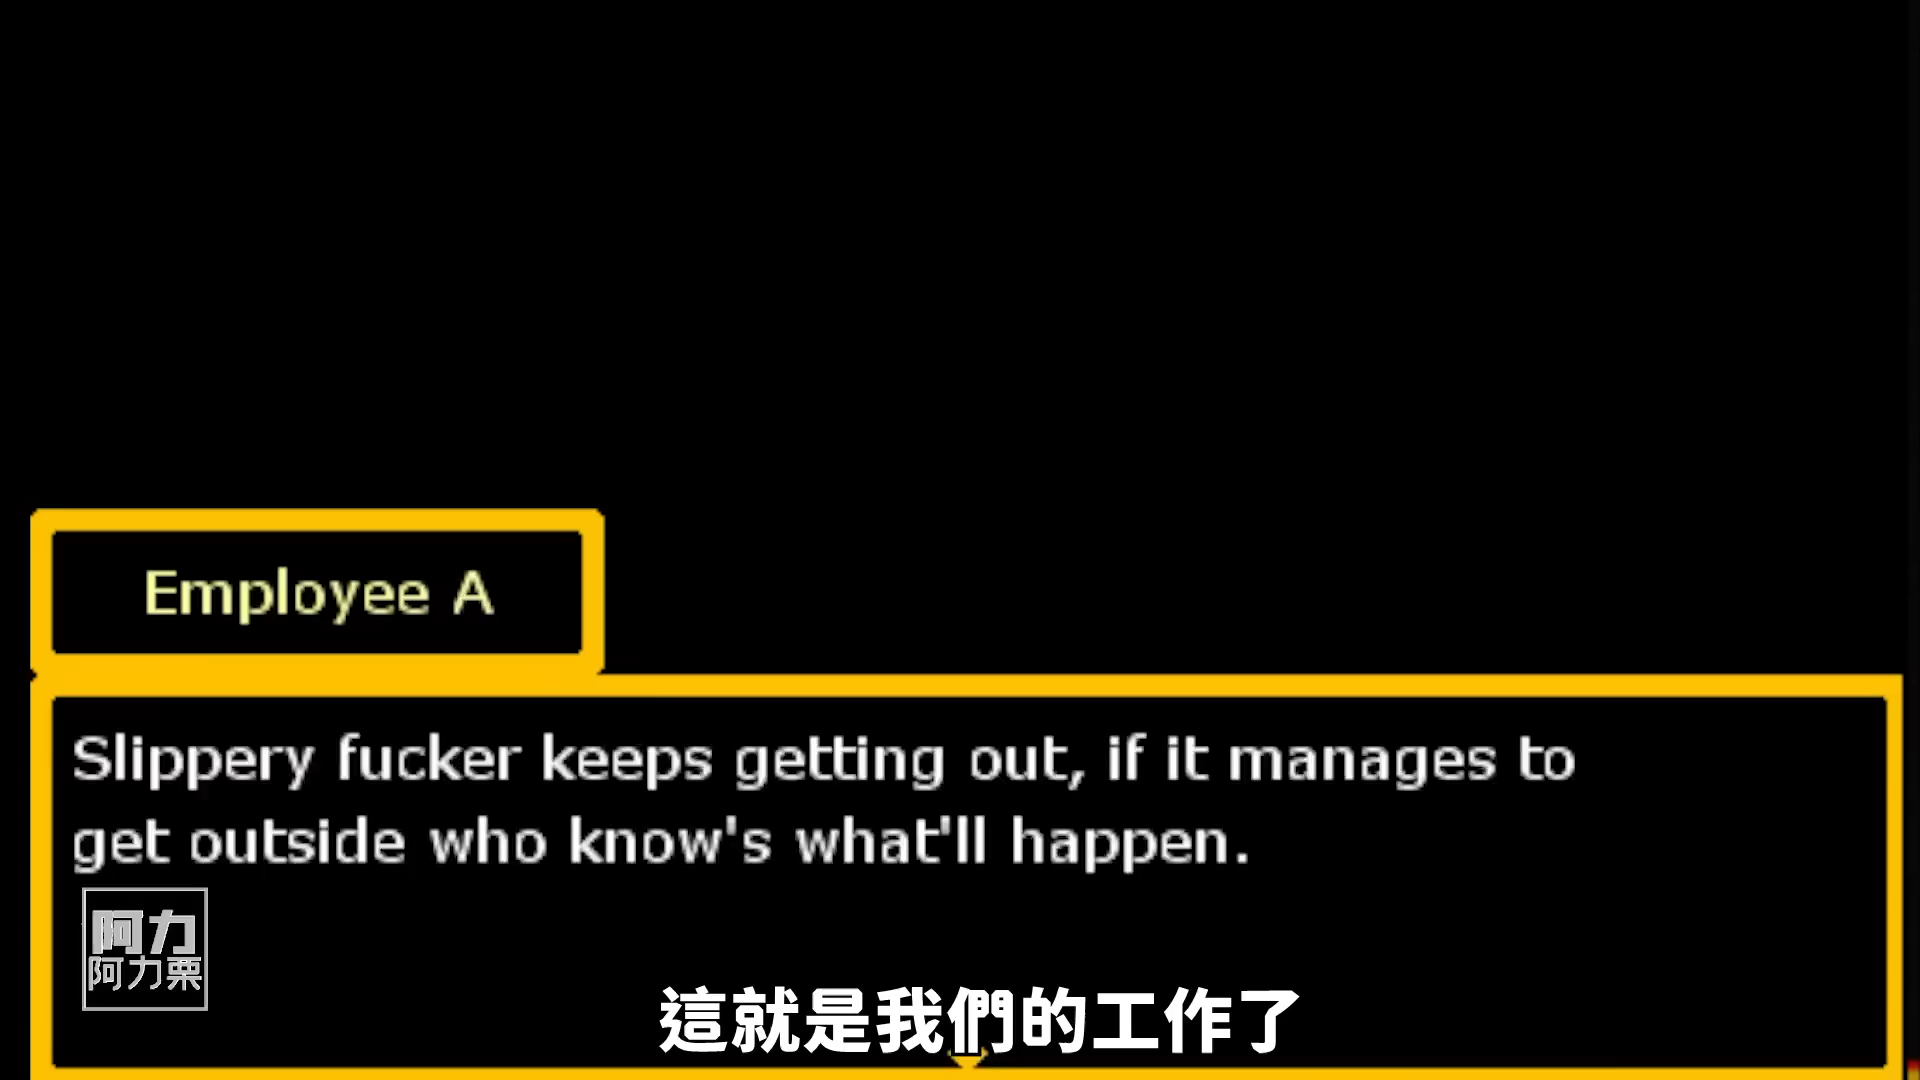 Employee A
Slippery fucker keeps getting out, if it manages to
get outside who know's what'll happen.
阿力
阿力栗
這就是我們的工作了